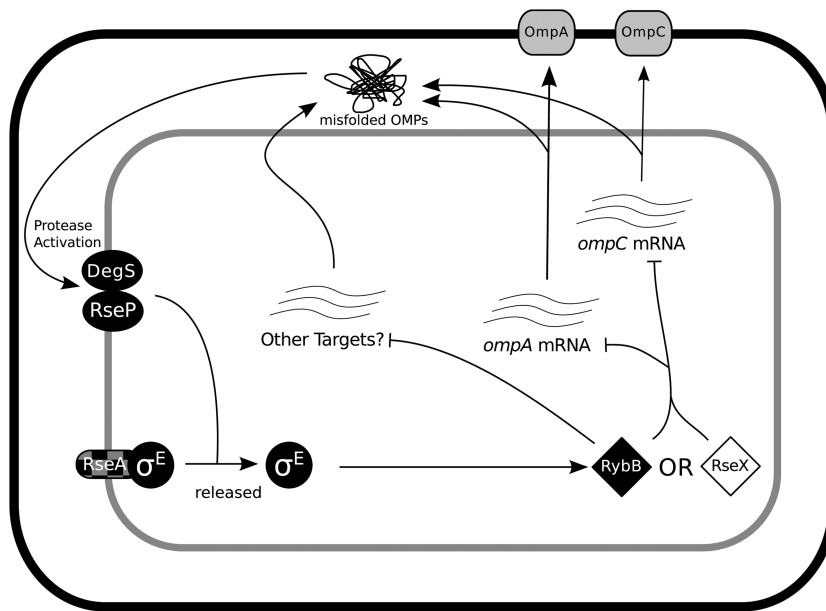 OmpA
OmpC
misfolded OMPs
Protease
Activation
ompC mRNA
DegS
RseP
Other Targets?
ompA mRNA
RseA
σE
σE
released
RybB
OR
RseX